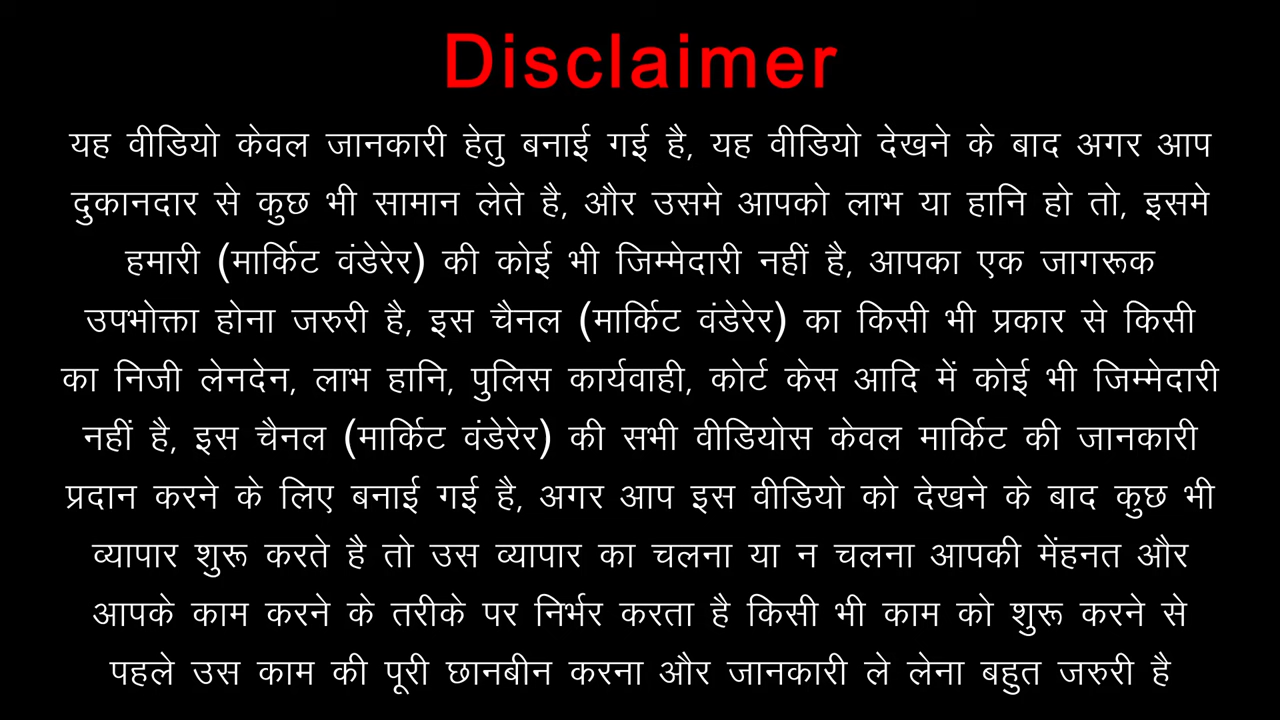 Disclaimer
यह वीडियो केवल जानकारी हेतु बनाई गई है, यह वीडियो देखने के बाद अगर आप
दुकानदार से कुछ भी सामान लेते है, और उसमे आपको लाभ या हानि हो तो, इसमे
हमारी (मार्किट वंडेरेर) की कोई भी जिम्मेदारी नहीं है, आपका एक जागरूक
उपभोक्ता होना जरुरी है, इस चैनल (मार्किट वंडेरेर) का किसी भी प्रकार से किसी
का निजी लेनदेन, लाभ हानि, पुलिस कार्यवाही, कोर्ट केस आदि में कोई भी जिम्मेदारी
नहीं है, इस चैनल (मार्किट वंडेरेर) की सभी वीडियोस केवल मार्किट की जानकारी
प्रदान करने के लिए बनाई गई है, अगर आप इस वीडियो को देखने के बाद कुछ भी
व्यापार शुरू करते है तो उस व्यापार का चलना या न चलना आपकी मेंहनत और
आपके काम करने के तरीके पर निर्भर करता है किसी भी काम को शुरू करने से
पहले उस काम की पूरी छानबीन करना और जानकारी ले लेना बहुत जरुरी है